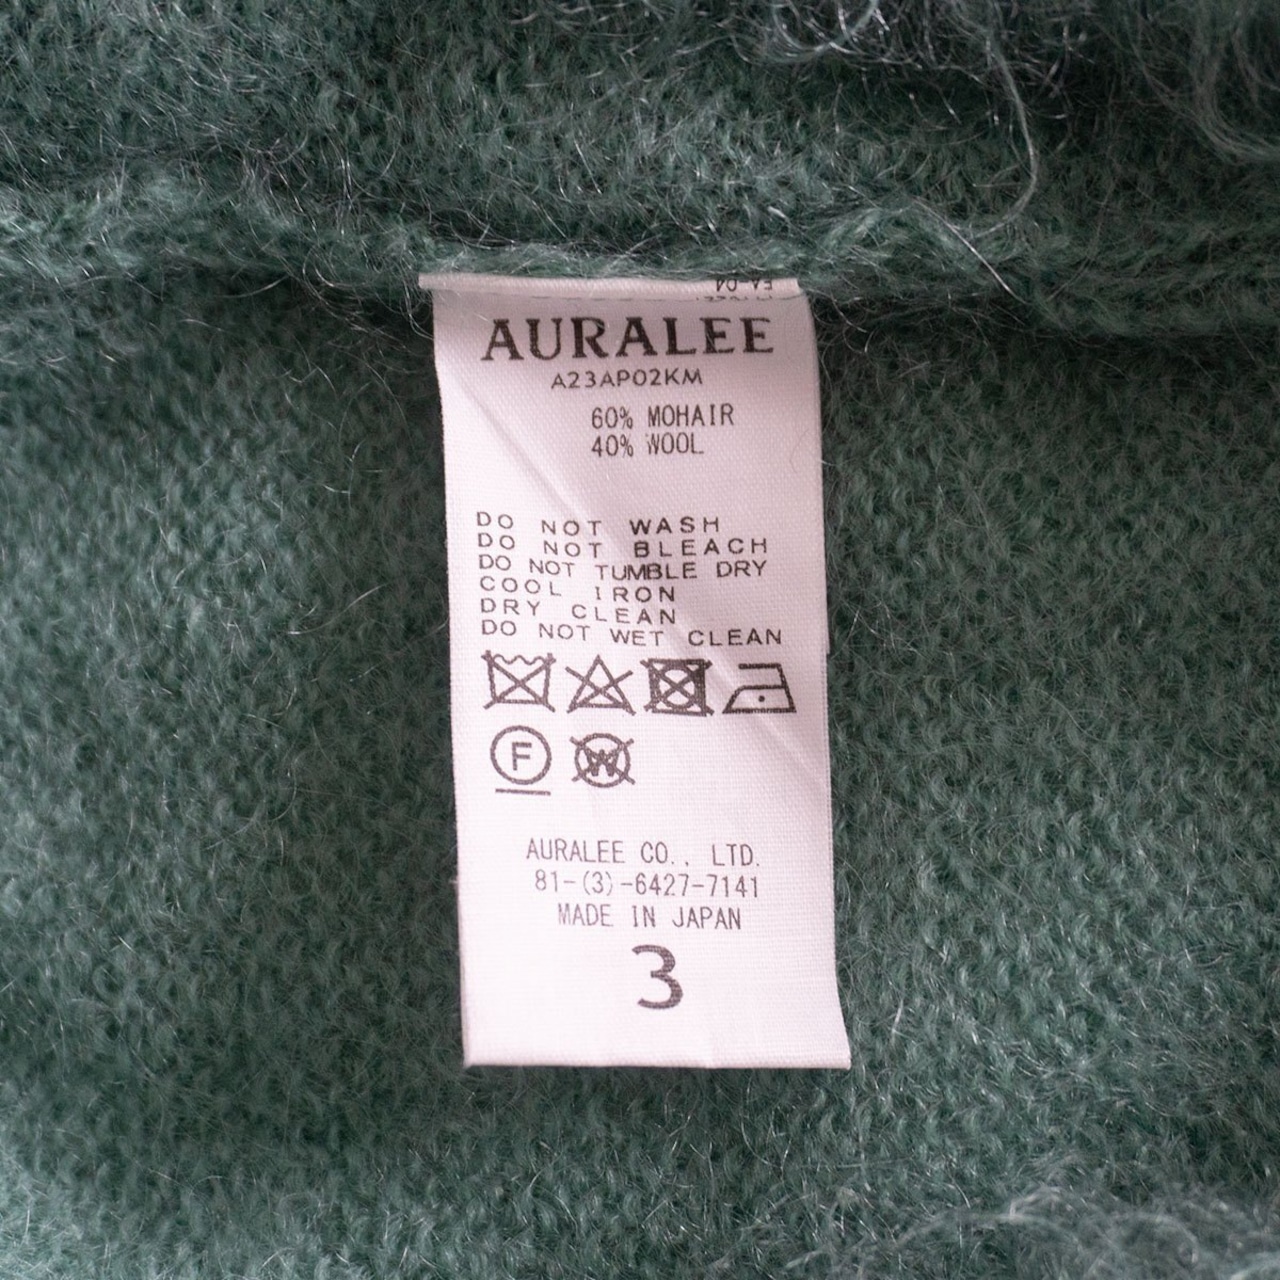 AURALEE
A23AP02KM
60% MOHAIR
40% WOOL
DO NOT WASH
DO NOT BLEACH
DO NOT TUMBLE DRY
COOL IRON
DRY CLEAN
DO NOT WET CLEAN
F W
AURALEE CO., LTD.
81-(3)-6427-7141
MADE IN JAPAN
3